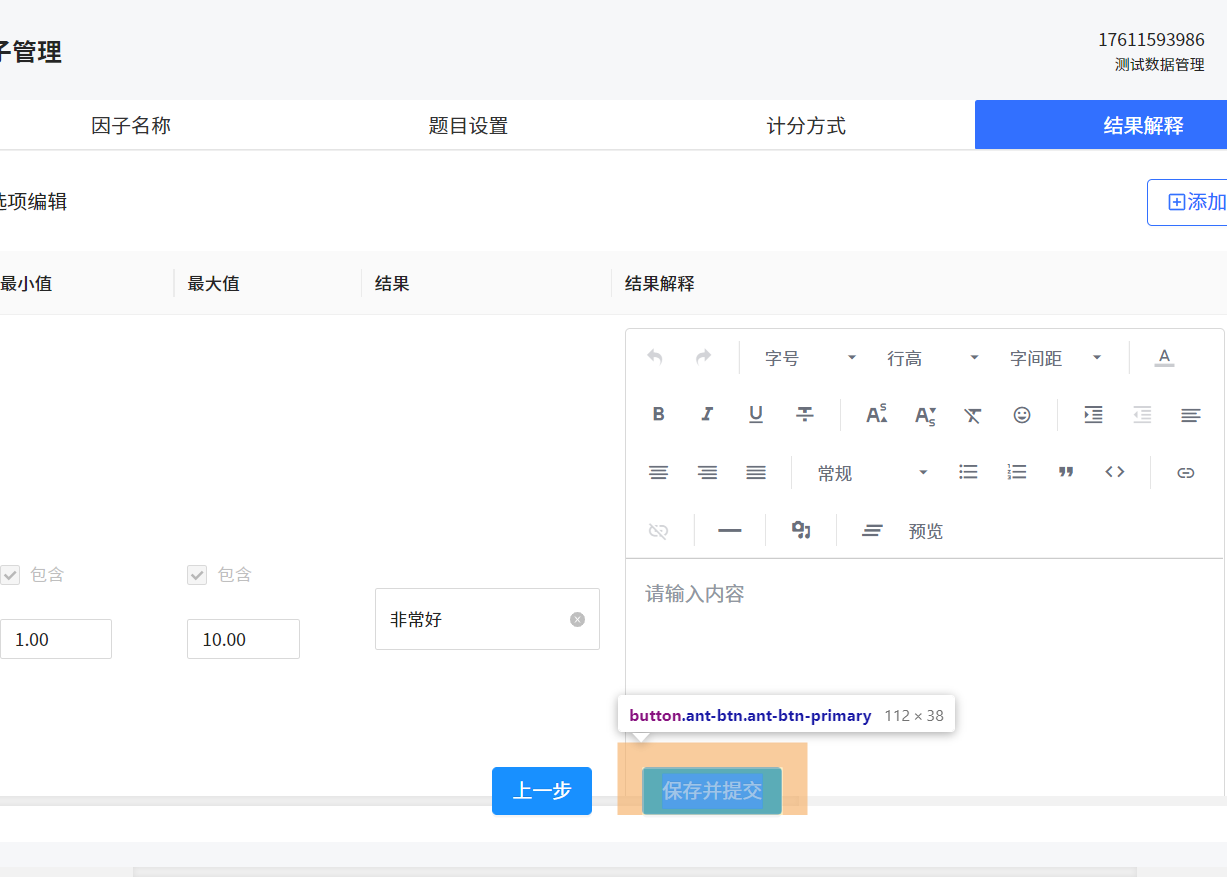 子管理
17611593986
测试数据管理
因子名称
题目设置
计分方式
结果解释
选项编辑
添加
最小值
最大值
结果
结果解释
字号
行高
字间距
A
B I U
常规
预览
包含
包含
请输入内容
非常好
1.00
10.00
button.ant-btn.ant-btn-primary 112 × 38
上一步
保存并提交